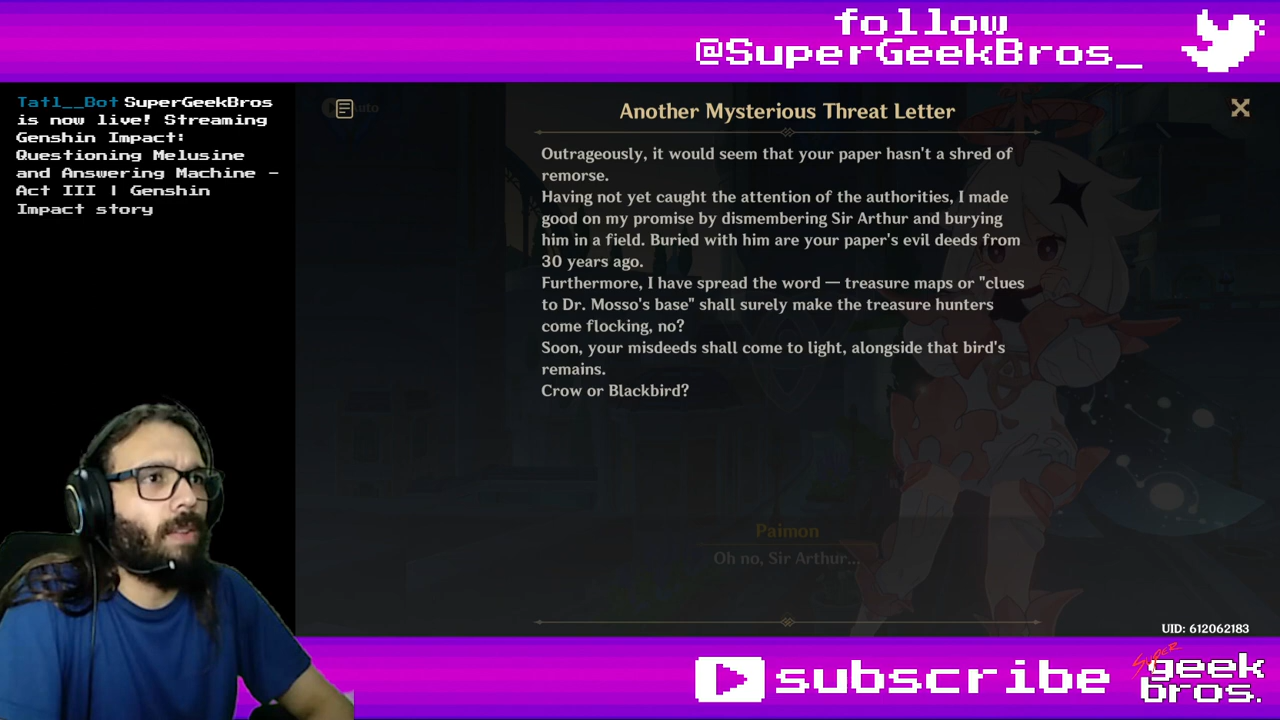 follow
@SuperGeekBros_
Tatl__Bot SuperGeekBros
is now live! Streaming
Genshin Impact:
Questioning Melusine
and Answering Machine –
Act III | Genshin
Impact story
Auto
Another Mysterious Threat Letter
Outrageously, it would seem that your paper hasn't a shred of
remorse.
Having not yet caught the attention of the authorities, I made
good on my promise by dismembering Sir Arthur and burying
him in a field. Buried with him are your paper's evil deeds from
30 years ago.
Furthermore, I have spread the word — treasure maps or "clues
to Dr. Mosso's base" shall surely make the treasure hunters
come flocking, no?
Soon, your misdeeds shall come to light, alongside that bird's
remains.
Crow or Blackbird?
Paimon
Oh no, Sir Arthur...
UID: 612062183
subscribe
SUPER
geek
bros.